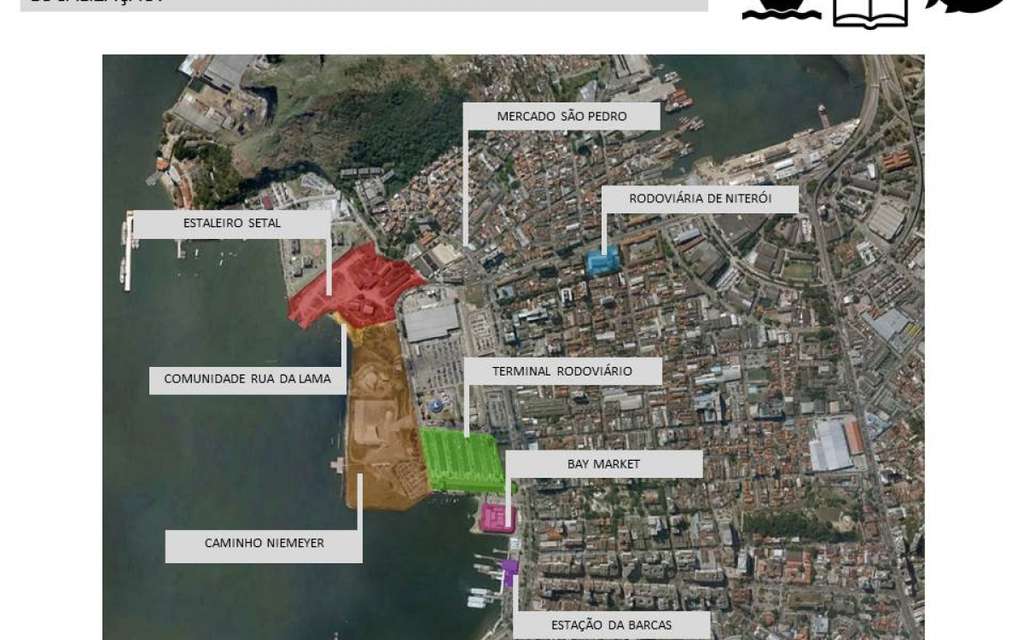 MERCADO SÃO PEDRO
RODOVIÁRIA DE NITERÓI
ESTALEIRO SETAL
TERMINAL RODOVIÁRIO
COMUNIDADE RUA DA LAMA
BAY MARKET
CAMINHO NIEMEYER
ESTAÇÃO DA BARCAS